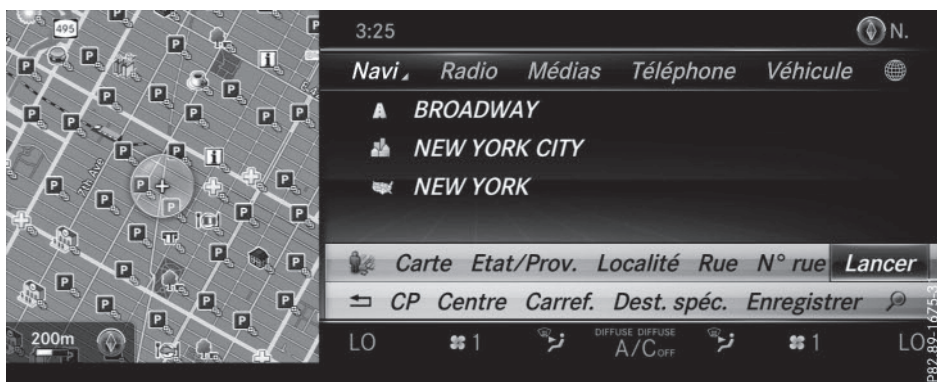 495
7th Ave
200m
3:25 N.
Navi Radio Médias Téléphone Véhicule
BROADWAY
NEW YORK CITY
NEW YORK
Carte Etat/Prov. Localité Rue N° rue Lancer
CP Centre Carref. Dest. spéc. Enregistrer
LO 1 DIFFUSE DIFFUSE 1 LO
A/C OFF
P82.89-1675-31